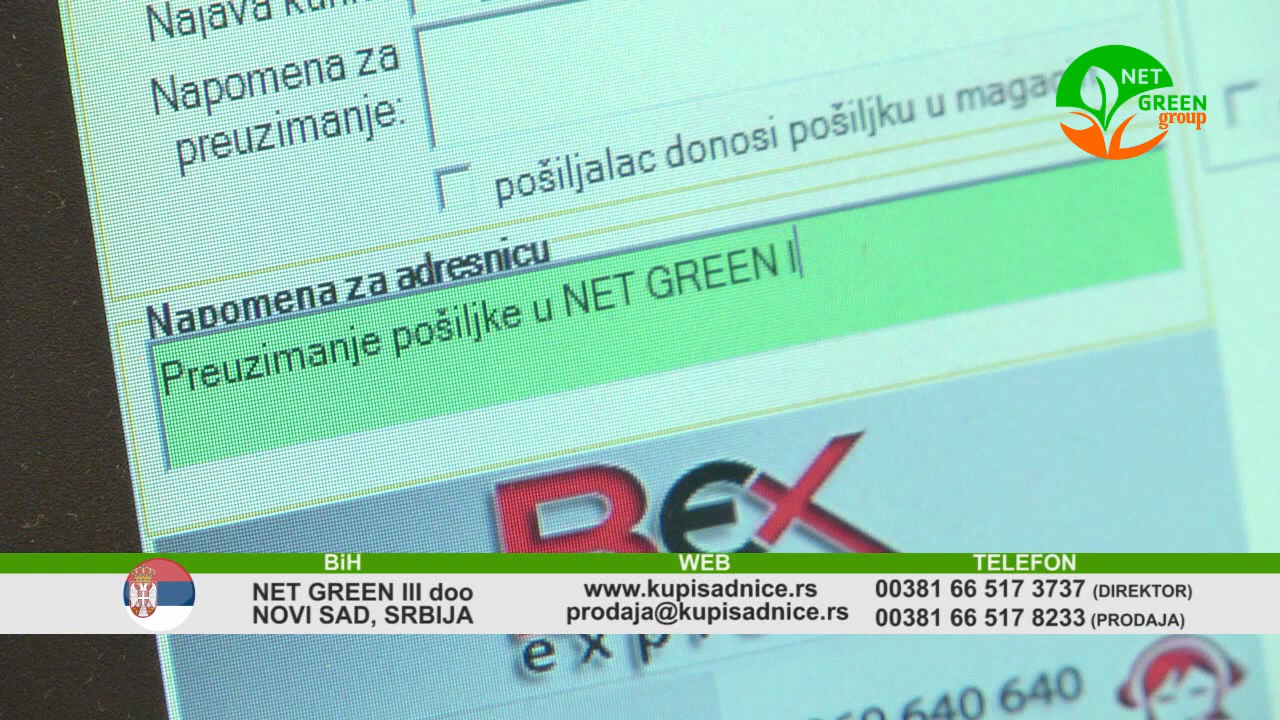 Najava
Napomena za
preuzimanje:
pošiljalac donosi pošiljku u
NET
GREEN
group
Napomena za adresnicu
Preuzimanje pošiljke u NET GREEN I
Bex
BiH
WEB
TELEFON
NET GREEN III doo
NOVI SAD, SRBIJA
www.kupisadnice.rs
prodaja@kupisadnice.rs
00381 66 517 3737 (DIREKTOR)
00381 66 517 8233 (PRODAJA)
640 640